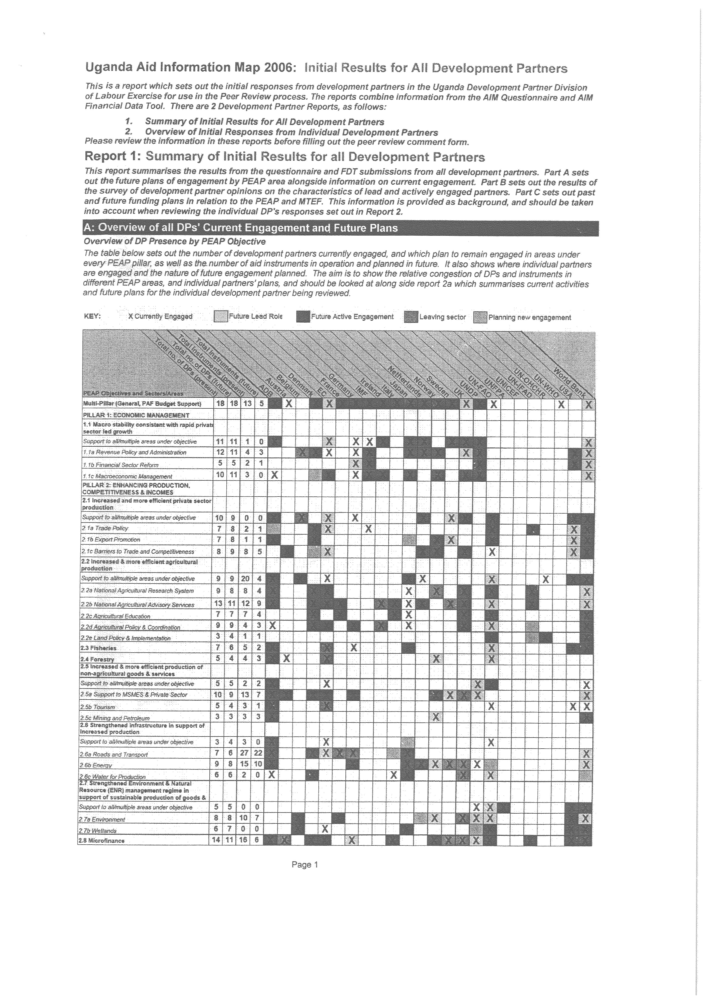 Uganda Aid Information Map 2006: Initial Results for All Development Partners
This is a report which sets out the initial responses from development partners in the Uganda Development Partner Division
of Labour Exercise for use in the Peer Review process. The reports combine information from the AIM Questionnaire and AIM
Financial Data Tool. There are 2 Development Partner Reports, as follows:
1. Summary of Initial Results for All Development Partners
2. Overview of Initial Responses from Individual Development Partners
Please review the information in these reports before filling out the peer review comment form.
Report 1: Summary of Initial Results for all Development Partners
This report summarises the results from the questionnaire and FDT submissions from all development partners. Part A sets
out the future plans of engagement by PEAP area alongside information on current engagement. Part B sets out the results of
the survey of development partner opinions on the characteristics of lead and actively engaged partners. Part C sets out past
and future funding plans in relation to the PEAP and MTEF. This information is provided as background, and should be taken
into account when reviewing the individual DP's responses set out in Report 2.
A: Overview of all DPs' Current Engagement and Future Plans
Overview of DP Presence by PEAP Objective
The table below sets out the number of development partners currently engaged, and which plan to remain engaged in areas under
every PEAP pillar, as well as the number of aid instruments in operation and planned in future. It also shows where individual partners
are engaged and the nature of future engagement planned. The aim is to show the relative congestion of DPs and instruments in
different PEAP areas, and individual partners' plans, and should be looked at along side report 2a which summarises current activities
and future plans for the individual development partner being reviewed.
KEY: X Currently Engaged Future Lead Role Future Active Engagement Leaving sector Planning new engagement
PEAP Objectives and Sectors/Areas
Total no. of DPs (present)
Total no. of DPs (future)
Total instruments (present)
Total instruments (future)
ADB
Austria
Belgium
Denmark
EC
France
Germany
IMF
Ireland
Italy
Japan
Netherlands
Norway
Sweden
UK
UNDP
UN-FAO
UNFPA
UNICEF
UN-IFAD
UN-OHCHR
UN-WHO
USA
World Bank
Multi-Pillar (General, PAF Budget Support) 18 18 13 5 X X X X X X
PILLAR 1: ECONOMIC MANAGEMENT
1.1 Macro stability consistent with rapid private
sector led growth
Support to all/multiple areas under objective 11 11 1 0 X X X X
1.1a Revenue Policy and Administration 12 11 4 3 X X X X X
1.1b Financial Sector Reform 5 5 2 1 X X
1.1c Macroeconomic Management 10 11 3 0 X X X
PILLAR 2: ENHANCING PRODUCTION,
COMPETITIVENESS & INCOMES
2.1 Increased and more efficient private sector
production
Support to all/multiple areas under objective 10 9 0 0 X X X X
2.1a Trade Policy 7 8 2 1 X X X
2.1b Export Promotion 7 8 1 1 X X
2.1c Barriers to Trade and Competitiveness 8 9 8 5 X X X
2.2 Increased & more efficient agricultural
production
Support to all/multiple areas under objective 9 9 20 4 X X X X
2.2a National Agricultural Research System 9 8 8 4 X X X
2.2b National Agricultural Advisory Services 13 11 12 9 X X X X X
2.2c Agricultural Education 7 7 7 4 X
2.2d Agricultural Policy & Coordination 9 9 4 3 X X X X
2.2e Land Policy & Implementation 3 4 1 1
2.3 Fisheries 7 6 5 2 X X X
2.4 Forestry 5 4 4 3 X X X X
2.5 Increased & more efficient production of
non-agricultural goods & services
Support to all/multiple areas under objective 5 5 2 2 X X X
2.5a Support to MSMES & Private Sector 10 9 13 7 X X X X
2.5b Tourism 5 4 3 1 X X X X
2.5c Mining and Petroleum 3 3 3 3 X
2.6 Strengthened infrastructure in support of
increased production
Support to all/multiple areas under objective 3 4 3 0 X X
2.6a Roads and Transport 7 6 27 22 X X X X
2.6b Energy 9 8 15 10 X X X X X
2.6c Water for Production 6 6 2 0 X X X X
2.7 Strengthened Environment & Natural
Resource (ENR) management regime in
support of sustainable production of goods &
Support to all/multiple areas under objective 5 5 0 0 X X
2.7a Environment 8 8 10 7 X X X X X
2.7b Wetlands 6 7 0 0 X
2.8 Microfinance 14 11 16 6 X X X X X
Page 1